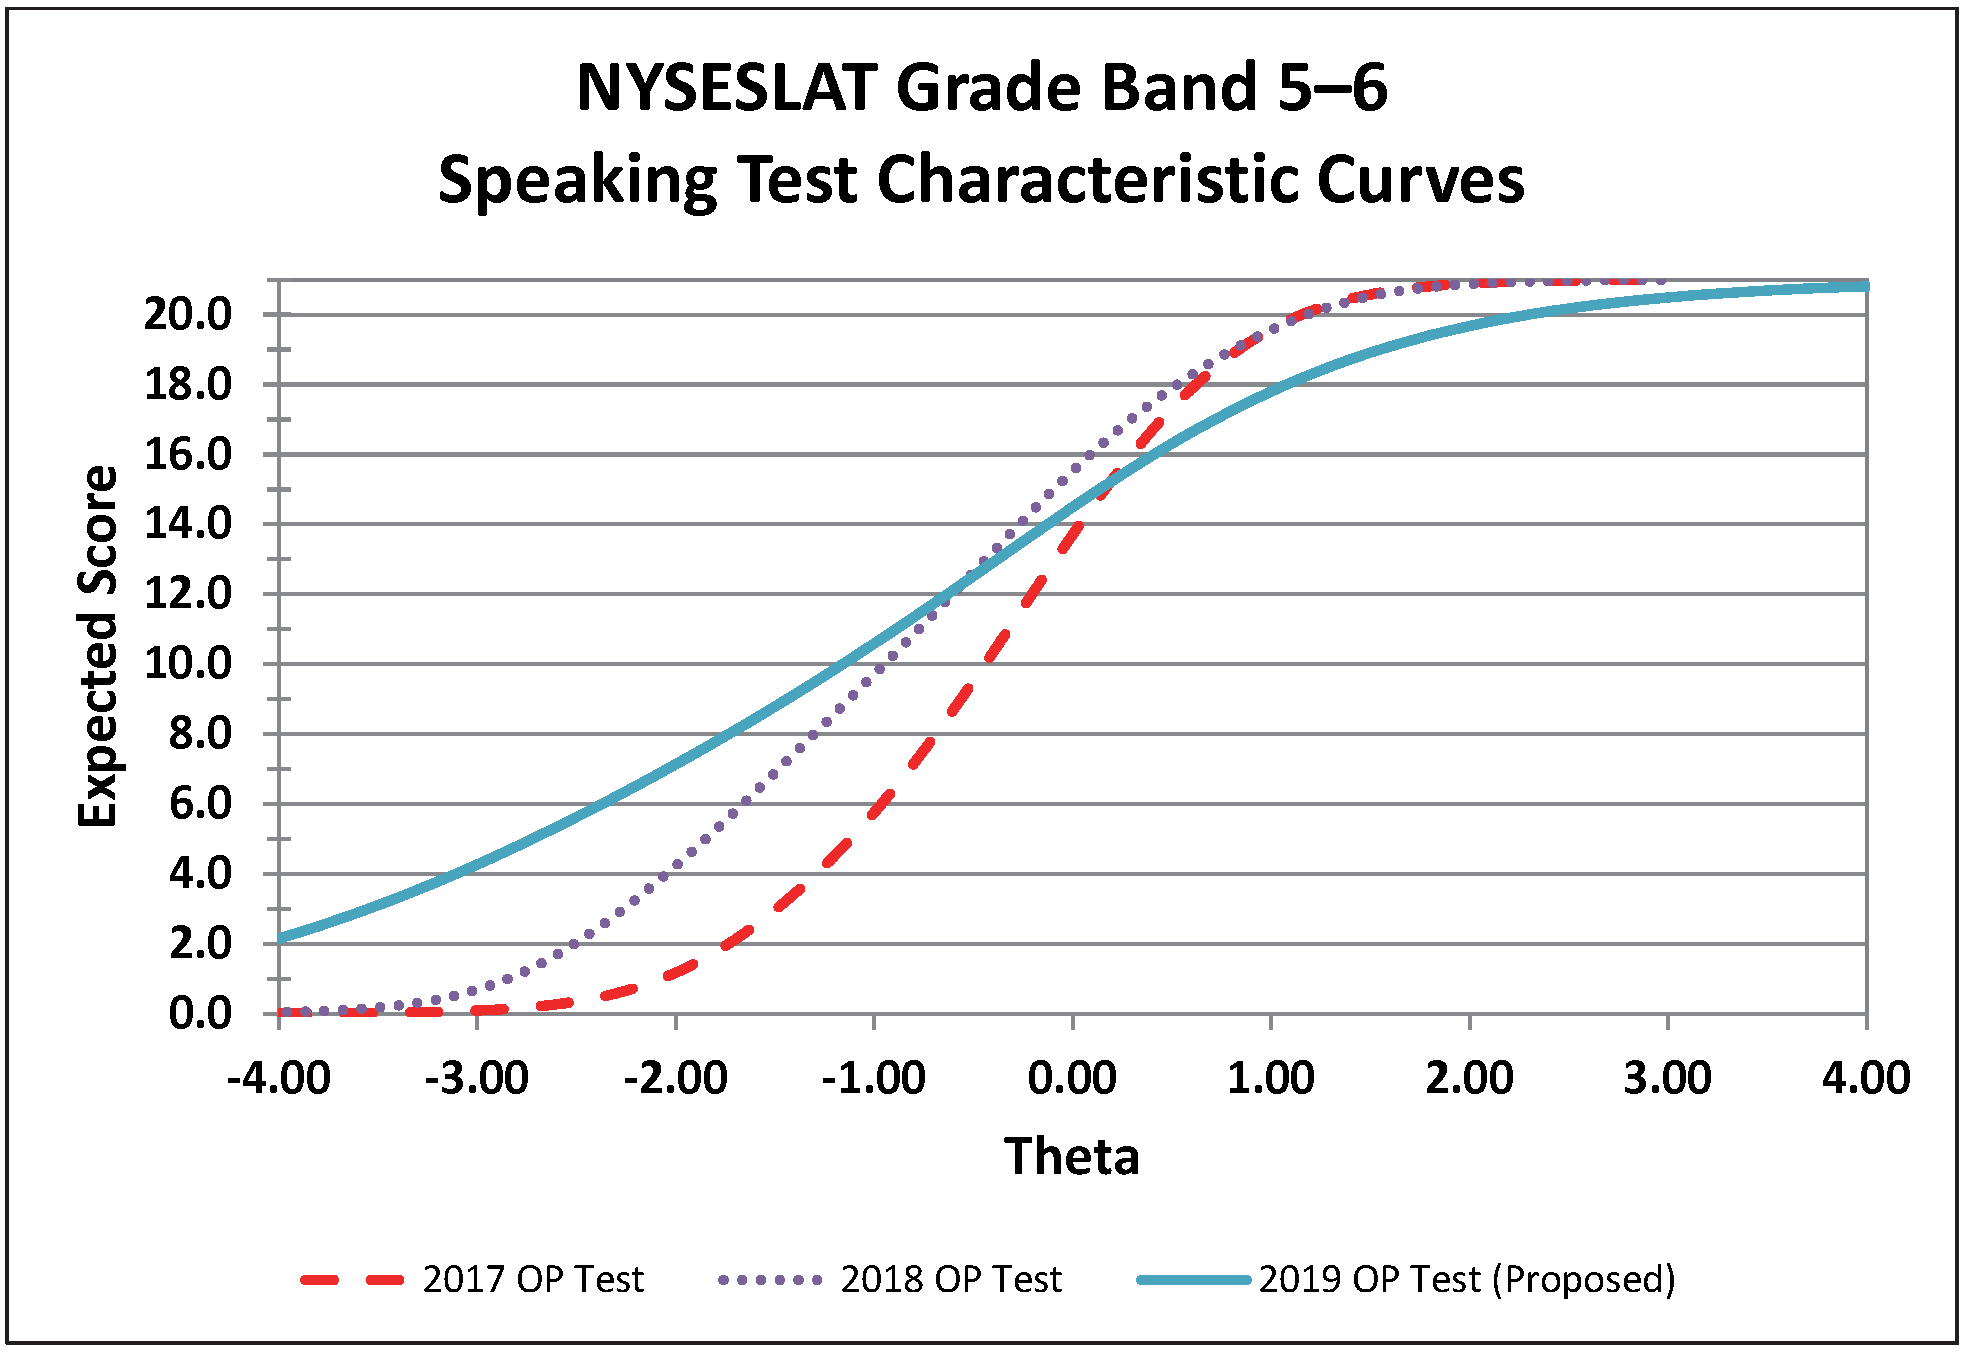 NYSESLAT Grade Band 5–6
Speaking Test Characteristic Curves
Expected Score
20.0
18.0
16.0
14.0
12.0
10.0
8.0
6.0
4.0
2.0
0.0
-4.00 -3.00 -2.00 -1.00 0.00 1.00 2.00 3.00 4.00
Theta
2017 OP Test 2018 OP Test 2019 OP Test (Proposed)